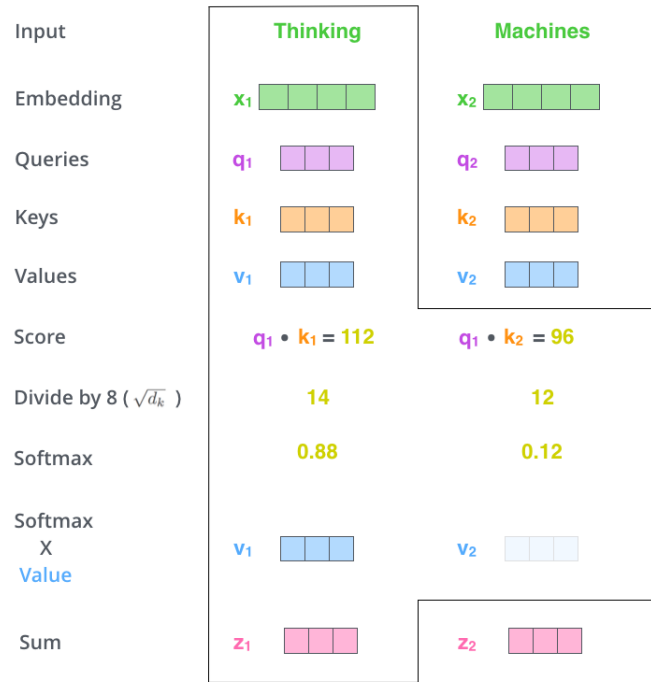 Input Thinking Machines
Embedding x₁ x₂
Queries q₁ q₂
Keys k₁ k₂
Values v₁ v₂
Score q₁ • k₁ = 112 q₁ • k₂ = 96
Divide by 8 ( √dₖ ) 14 12
Softmax 0.88 0.12
Softmax
X v₁ v₂
Value
Sum z₁ z₂